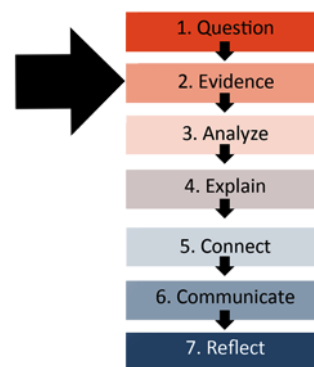 1. Question
2. Evidence
3. Analyze
4. Explain
5. Connect
6. Communicate
7. Reflect